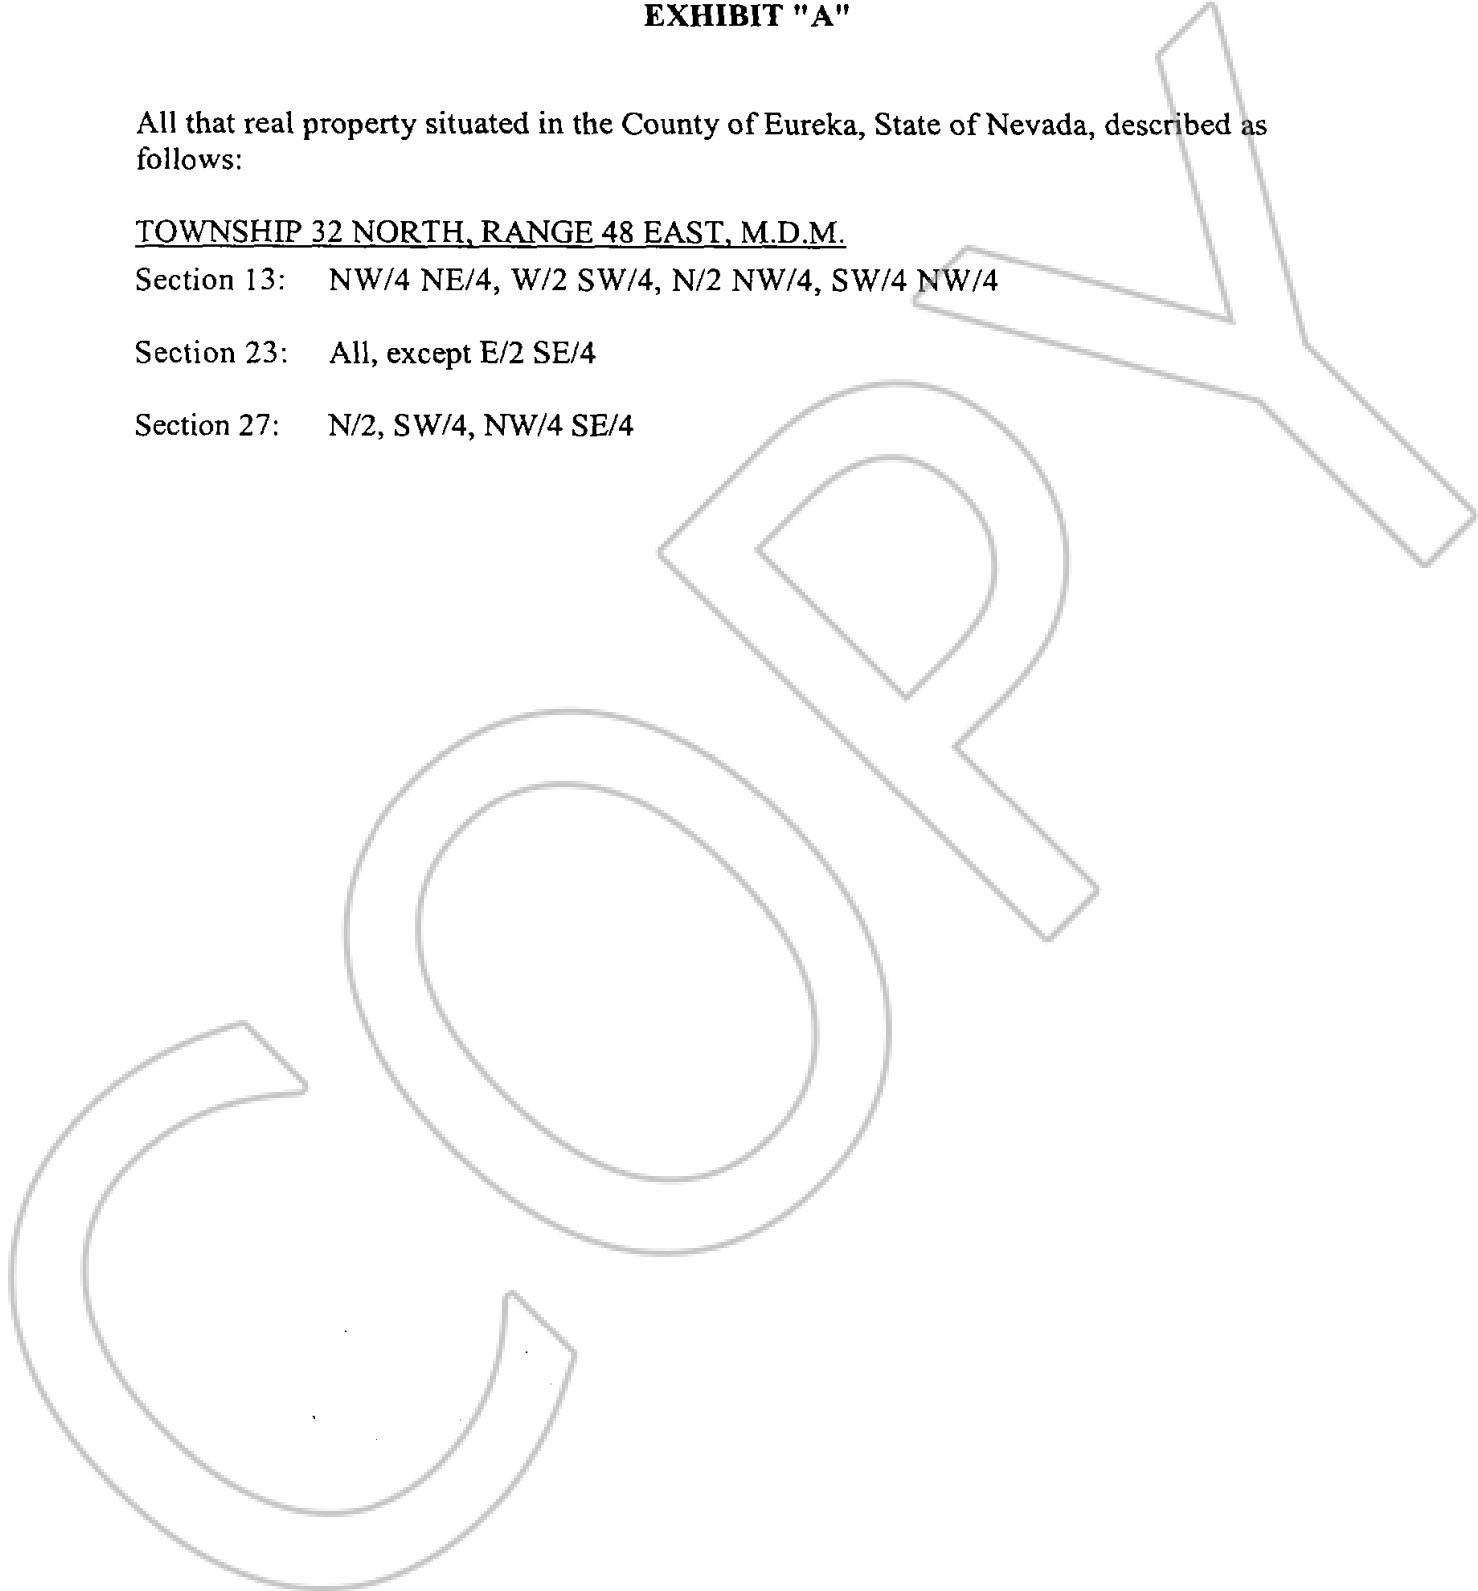 EXHIBIT "A"
All that real property situated in the County of Eureka, State of Nevada, described as
follows:
TOWNSHIP 32 NORTH, RANGE 48 EAST, M.D.M.
Section 13: NW/4 NE/4, W/2 SW/4, N/2 NW/4, SW/4 NW/4
Section 23: All, except E/2 SE/4
Section 27: N/2, SW/4, NW/4 SE/4
COPY